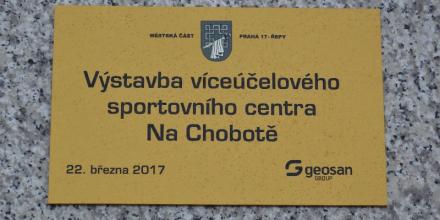 MĚSTSKÁ ČÁST PRAHA 17-ŘEPY
Výstavba víceúčelového
sportovního centra
Na Chobotě
22. března 2017 geosan
GROUP